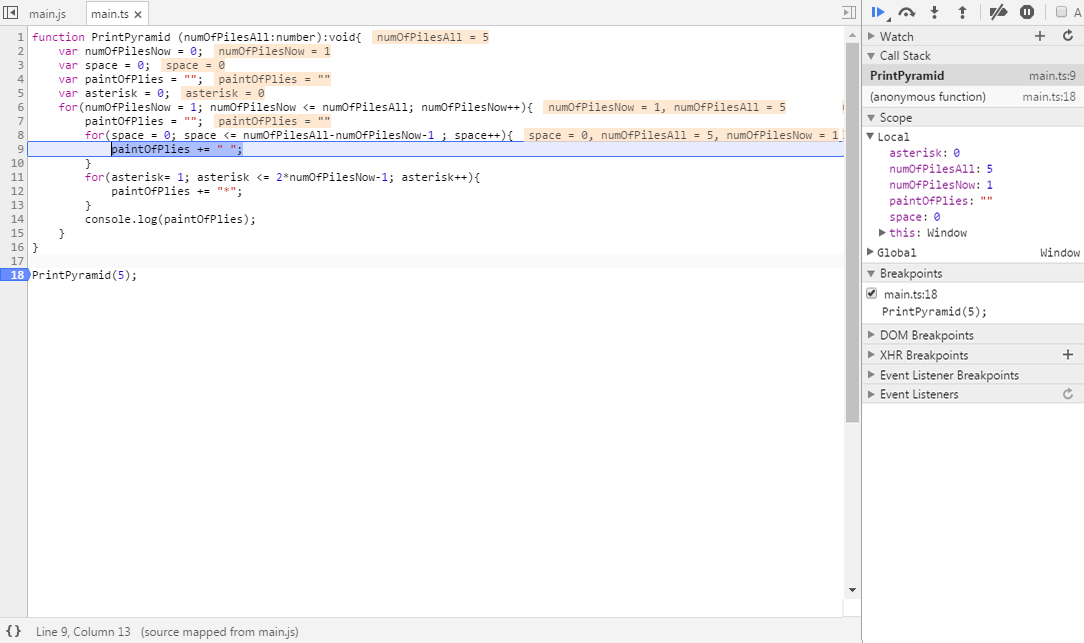 main.js main.ts ×
1 function PrintPyramid (numOfPilesAll:number):void{ numOfPilesAll = 5
2 var numOfPilesNow = 0; numOfPilesNow = 1
3 var space = 0; space = 0
4 var paintOfPlies = ""; paintOfPlies = ""
5 var asterisk = 0; asterisk = 0
6 for(numOfPilesNow = 1; numOfPilesNow <= numOfPilesAll; numOfPilesNow++){ numOfPilesNow = 1, numOfPilesAll = 5
7 paintOfPlies = ""; paintOfPlies = ""
8 for(space = 0; space <= numOfPilesAll-numOfPilesNow-1 ; space++){ space = 0, numOfPilesAll = 5, numOfPilesNow = 1
9 paintOfPlies += " ";
10 }
11 for(asterisk= 1; asterisk <= 2*numOfPilesNow-1; asterisk++){
12 paintOfPlies += "*";
13 }
14 console.log(paintOfPlies);
15 }
16 }
17
18 PrintPyramid(5);
{} Line 9, Column 13 (source mapped from main.js)
A
Watch
Call Stack
PrintPyramid main.ts:9
(anonymous function) main.ts:18
Scope
Local
asterisk: 0
numOfPilesAll: 5
numOfPilesNow: 1
paintOfPlies: ""
space: 0
this: Window
Global Window
Breakpoints
main.ts:18
PrintPyramid(5);
DOM Breakpoints
XHR Breakpoints
Event Listener Breakpoints
Event Listeners